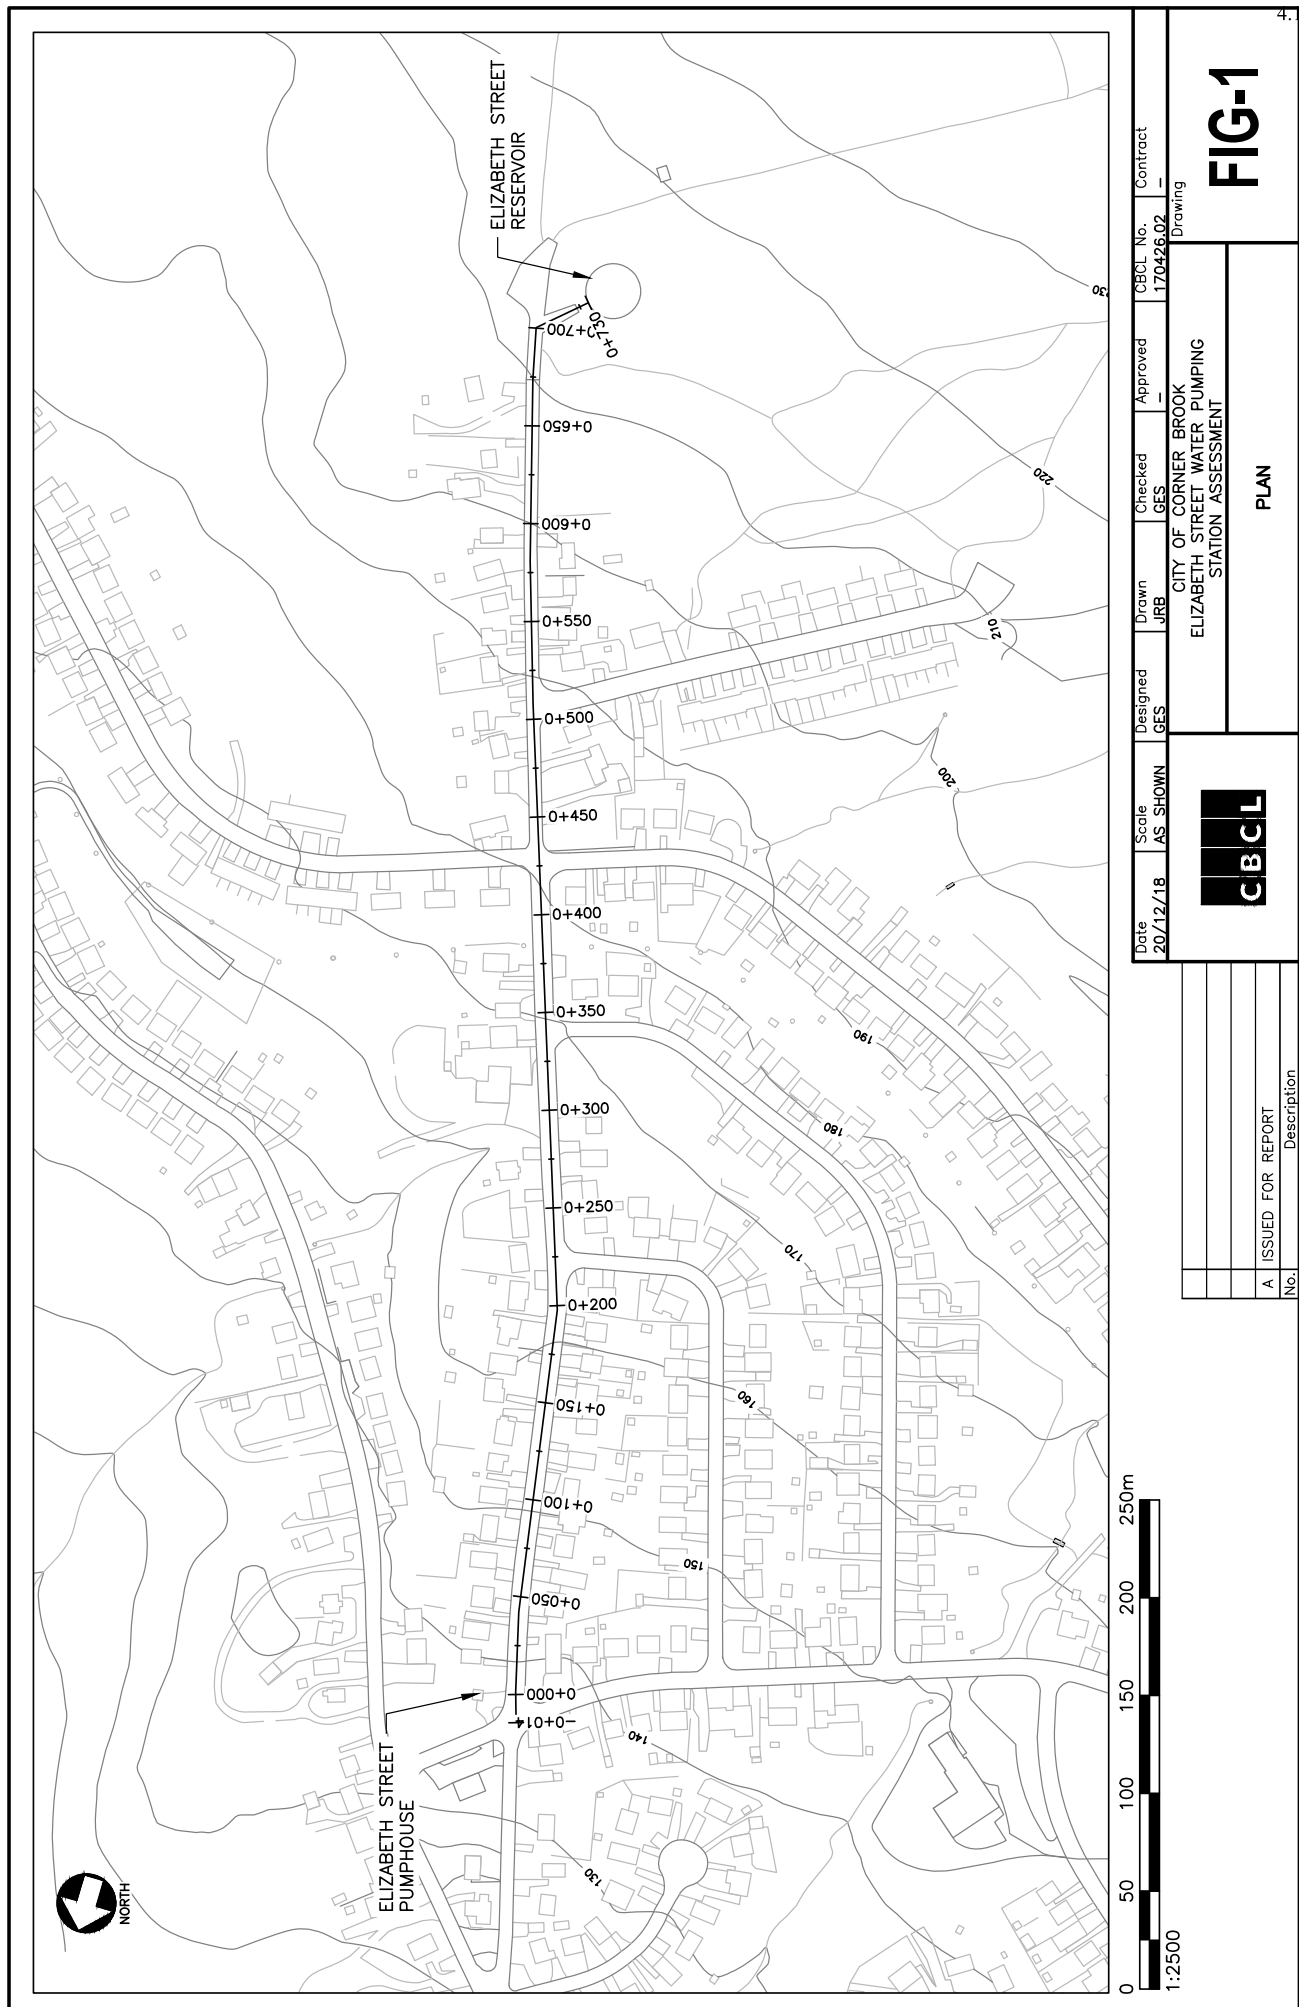 4.1
ELIZABETH STREET
RESERVOIR
ELIZABETH STREET
PUMPHOUSE
NORTH
-0+014
0+000
0+050
0+100
0+150
0+200
0+250
0+300
0+350
0+400
0+450
0+500
0+550
0+600
0+650
0+700
0+730
130
140
150
160
170
180
190
200
210
220
230
0 50 100 150 200 250m
1:2500
A ISSUED FOR REPORT
No. Description
Date Scale Designed Drawn Checked Approved CBCL No. Contract
20/12/18 AS SHOWN GES JRB GES – 170426.02 –
CBCL
CITY OF CORNER BROOK
ELIZABETH STREET WATER PUMPING
STATION ASSESSMENT
PLAN
Drawing
FIG-1